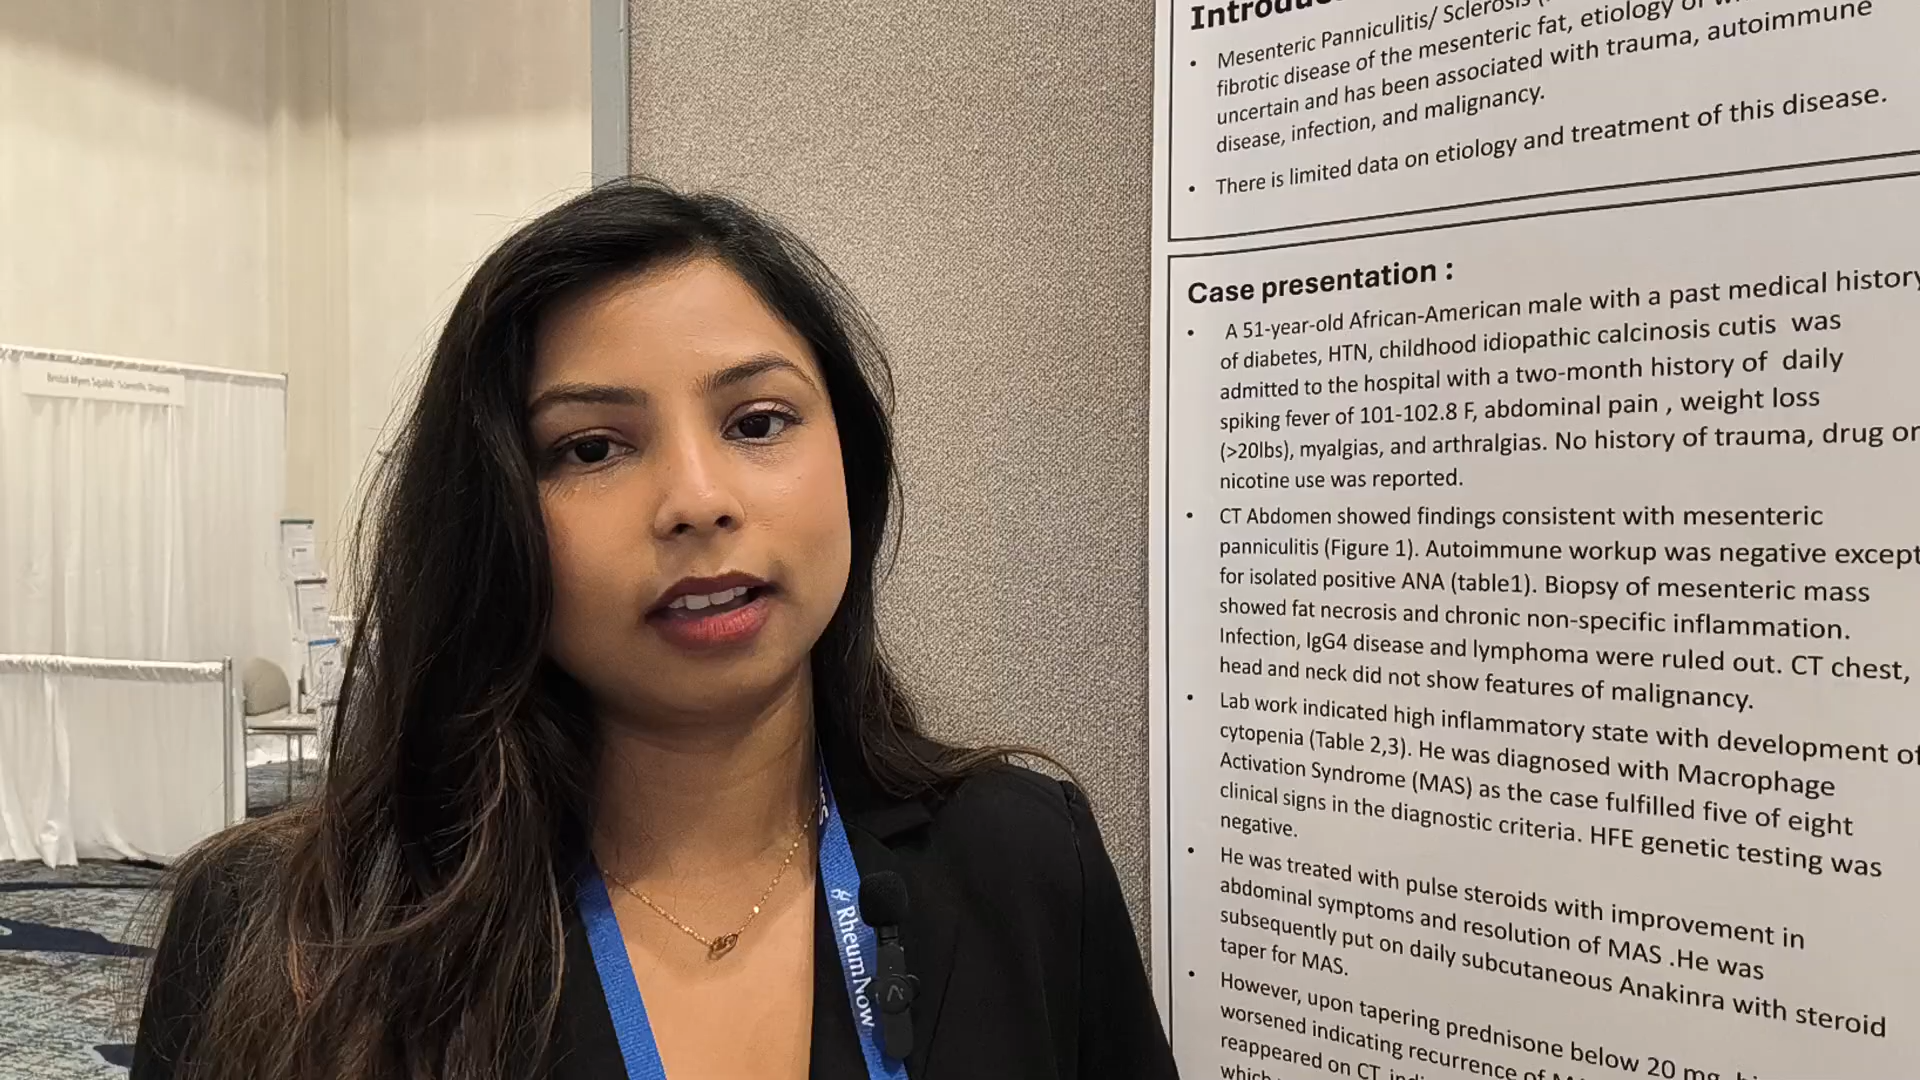 Introduc
Mesenteric Panniculitis/ Sclerosis
fibrotic disease of the mesenteric fat, etiology of
uncertain and has been associated with trauma, autoimmune
disease, infection, and malignancy.
• There is limited data on etiology and treatment of this disease.
Case presentation :
• A 51-year-old African-American male with a past medical history
of diabetes, HTN, childhood idiopathic calcinosis cutis was
admitted to the hospital with a two-month history of daily
spiking fever of 101-102.8 F, abdominal pain , weight loss
(>20lbs), myalgias, and arthralgias. No history of trauma, drug or
nicotine use was reported.
• CT Abdomen showed findings consistent with mesenteric
panniculitis (Figure 1). Autoimmune workup was negative except
for isolated positive ANA (table1). Biopsy of mesenteric mass
showed fat necrosis and chronic non-specific inflammation.
Infection, IgG4 disease and lymphoma were ruled out. CT chest,
head and neck did not show features of malignancy.
• Lab work indicated high inflammatory state with development of
cytopenia (Table 2,3). He was diagnosed with Macrophage
Activation Syndrome (MAS) as the case fulfilled five of eight
clinical signs in the diagnostic criteria. HFE genetic testing was
negative.
• He was treated with pulse steroids with improvement in
abdominal symptoms and resolution of MAS .He was
subsequently put on daily subcutaneous Anakinra with steroid
taper for MAS.
• However, upon tapering prednisone below 20 mg,
worsened indicating recurrence of
reappeared on CT
which
RheumNow
Bristol Myers Squibb